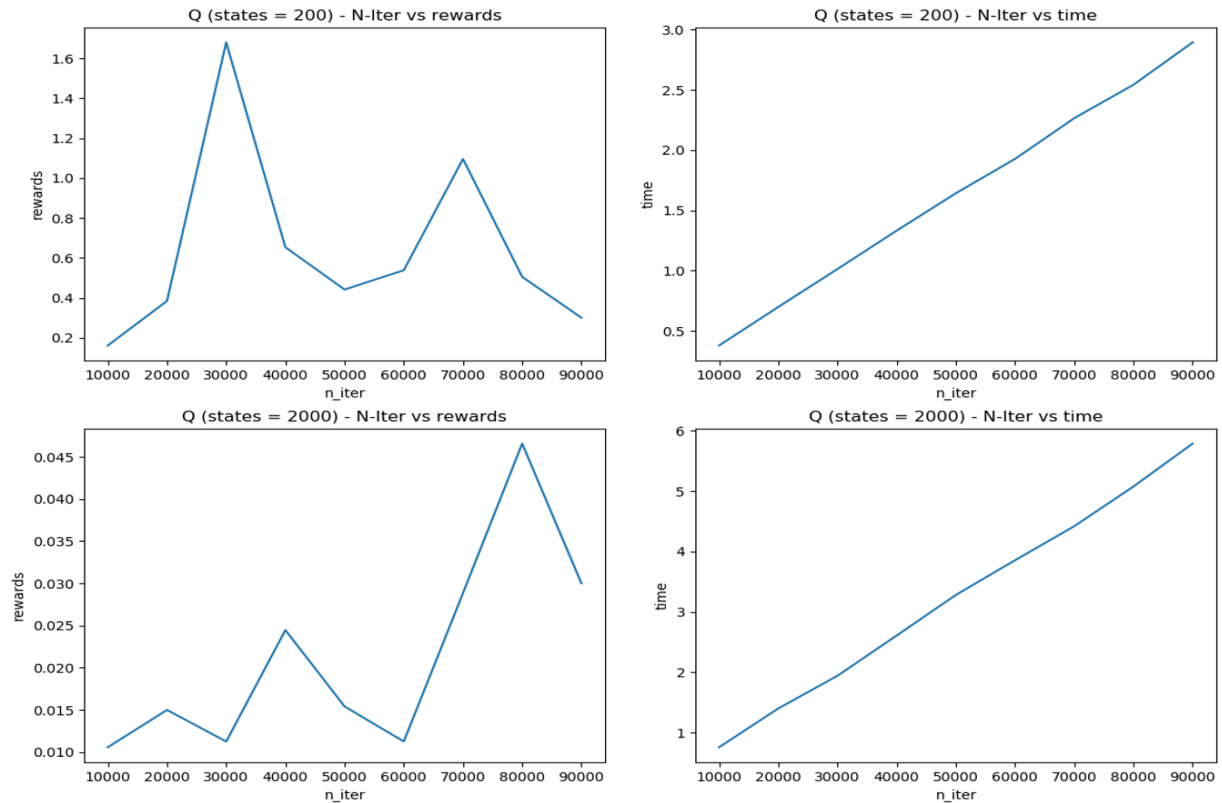 Q (states = 200) - N-Iter vs rewards
rewards
1.6
1.4
1.2
1.0
0.8
0.6
0.4
0.2
10000 20000 30000 40000 50000 60000 70000 80000 90000
n_iter
Q (states = 200) - N-Iter vs time
time
3.0
2.5
2.0
1.5
1.0
0.5
10000 20000 30000 40000 50000 60000 70000 80000 90000
n_iter
Q (states = 2000) - N-Iter vs rewards
rewards
0.045
0.040
0.035
0.030
0.025
0.020
0.015
0.010
10000 20000 30000 40000 50000 60000 70000 80000 90000
n_iter
Q (states = 2000) - N-Iter vs time
time
6
5
4
3
2
1
10000 20000 30000 40000 50000 60000 70000 80000 90000
n_iter